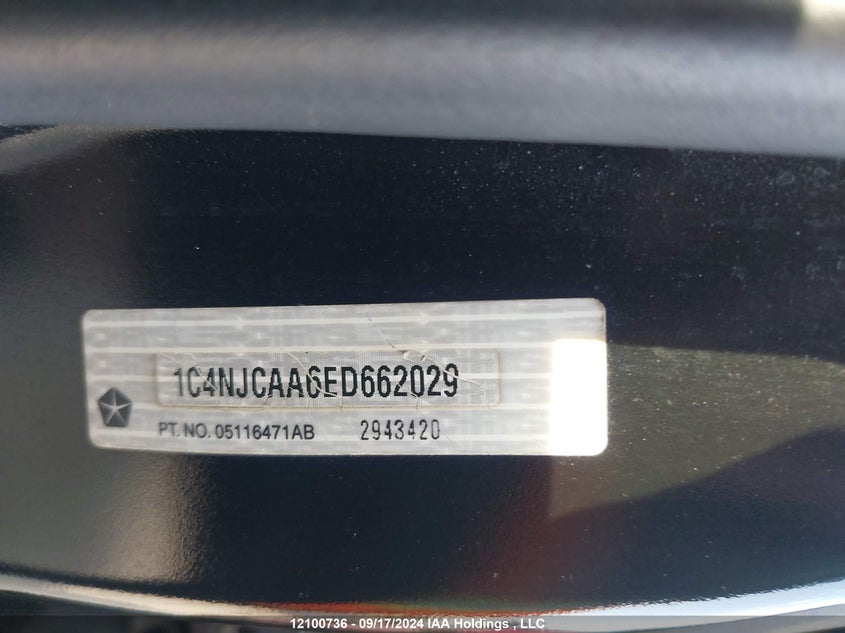 1C4NJCAA6ED662029
PT. NO. 05116471AB 2943420
12100736 - 09/17/2024 IAA Holdings , LLC